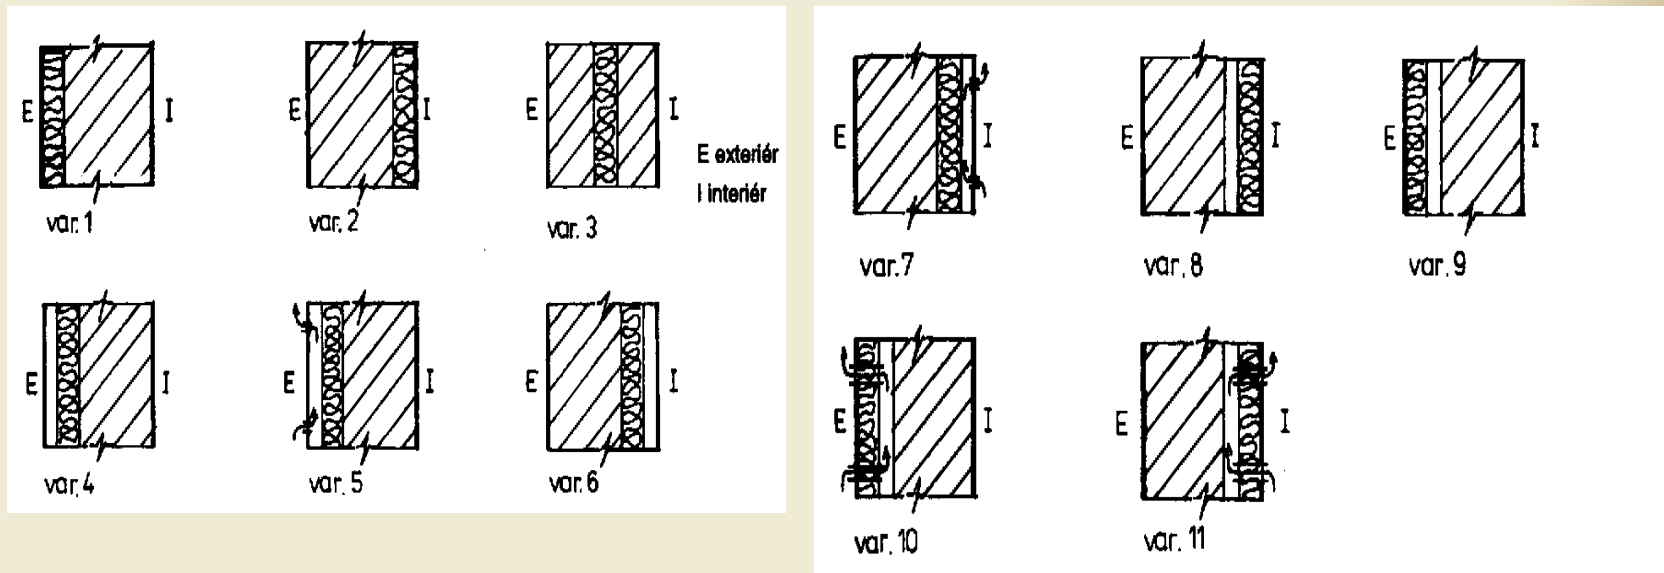 E I
E I
E I
E exteriér
I interiér
var. 1
var. 2
var. 3
E I
E I
E I
var. 4
var. 5
var. 6
E I
E I
E I
var. 7
var. 8
var. 9
E I
E I
var. 10
var. 11